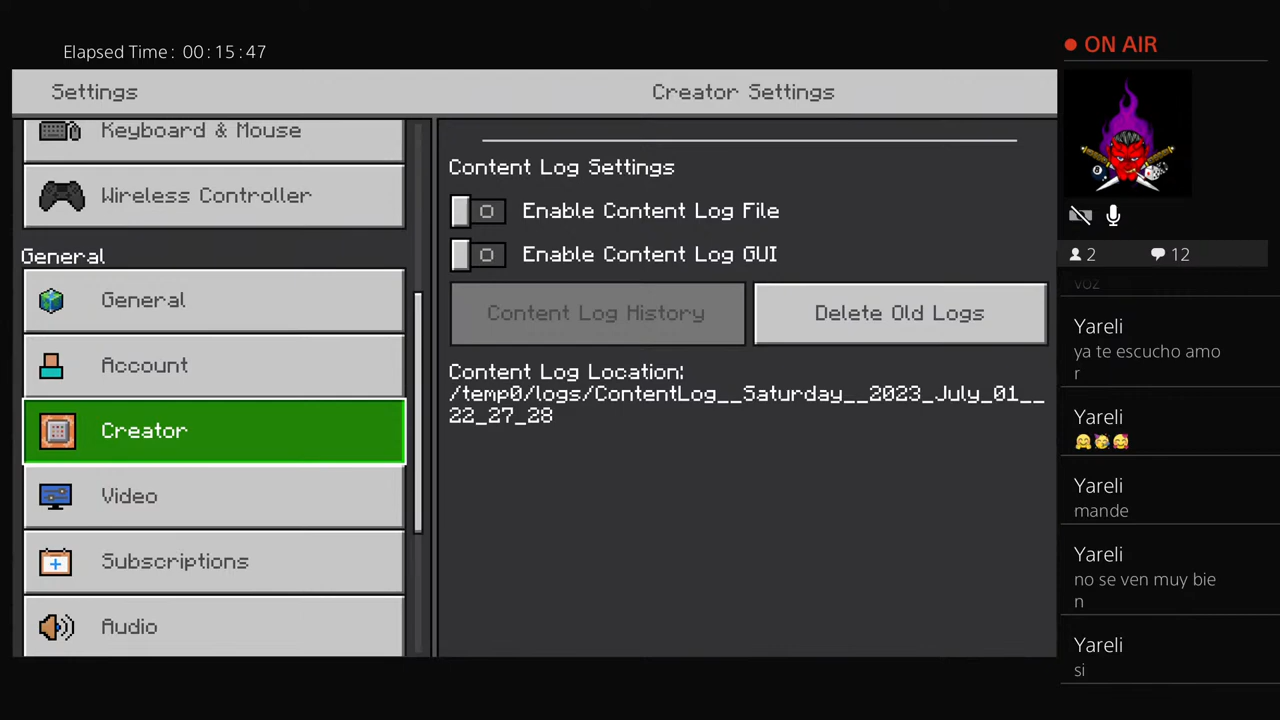 Elapsed Time: 00:15:47
ON AIR
Settings
Creator Settings
Keyboard & Mouse
Wireless Controller
General
General
Account
Creator
Video
Subscriptions
Audio
Content Log Settings
Enable Content Log File
Enable Content Log GUI
Content Log History
Delete Old Logs
Content Log Location:
/temp0/logs/ContentLog__Saturday__2023_July_01__
22_27_28
2
12
voz
Yareli
ya te escucho amo
r
Yareli
🤗🥳🥰
Yareli
mande
Yareli
no se ven muy bie
n
Yareli
si